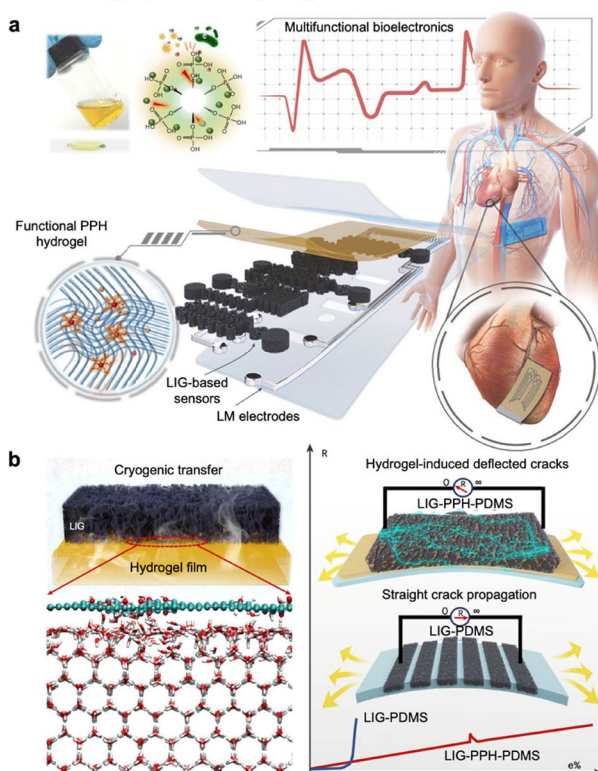 a
Multifunctional bioelectronics
Functional PPH
hydrogel
LIG-based
sensors
LM electrodes
b
Cryogenic transfer
LIG
Hydrogel film
R
Hydrogel-induced deflected cracks
0 R ∞
LIG-PPH-PDMS
Straight crack propagation
0 R ∞
LIG-PDMS
LIG-PDMS
LIG-PPH-PDMS
e%